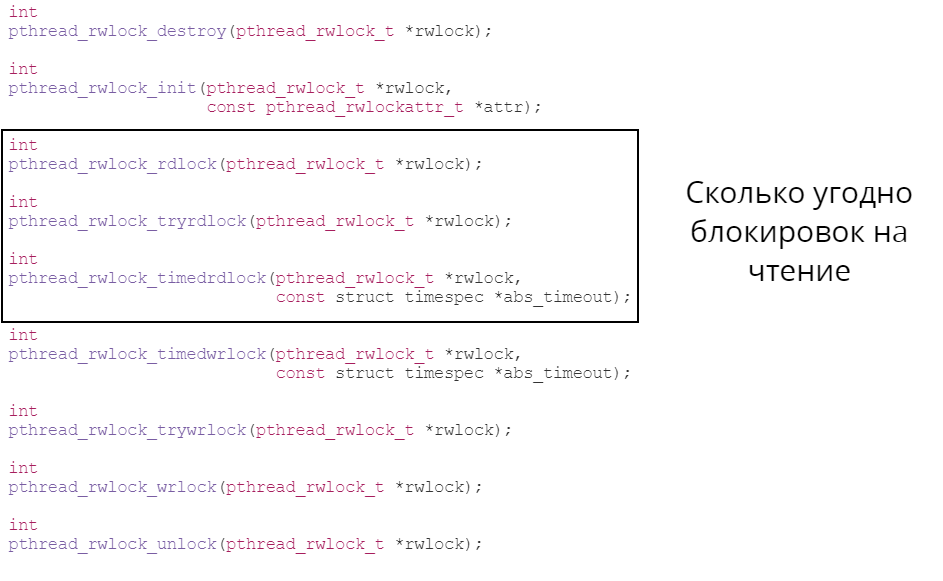 int
pthread_rwlock_destroy(pthread_rwlock_t *rwlock);
int
pthread_rwlock_init(pthread_rwlock_t *rwlock,
const pthread_rwlockattr_t *attr);
int
pthread_rwlock_rdlock(pthread_rwlock_t *rwlock);
int
pthread_rwlock_tryrdlock(pthread_rwlock_t *rwlock);
int
pthread_rwlock_timedrdlock(pthread_rwlock_t *rwlock,
const struct timespec *abs_timeout);
Сколько угодно
блокировок на
чтение
int
pthread_rwlock_timedwrlock(pthread_rwlock_t *rwlock,
const struct timespec *abs_timeout);
int
pthread_rwlock_trywrlock(pthread_rwlock_t *rwlock);
int
pthread_rwlock_wrlock(pthread_rwlock_t *rwlock);
int
pthread_rwlock_unlock(pthread_rwlock_t *rwlock);